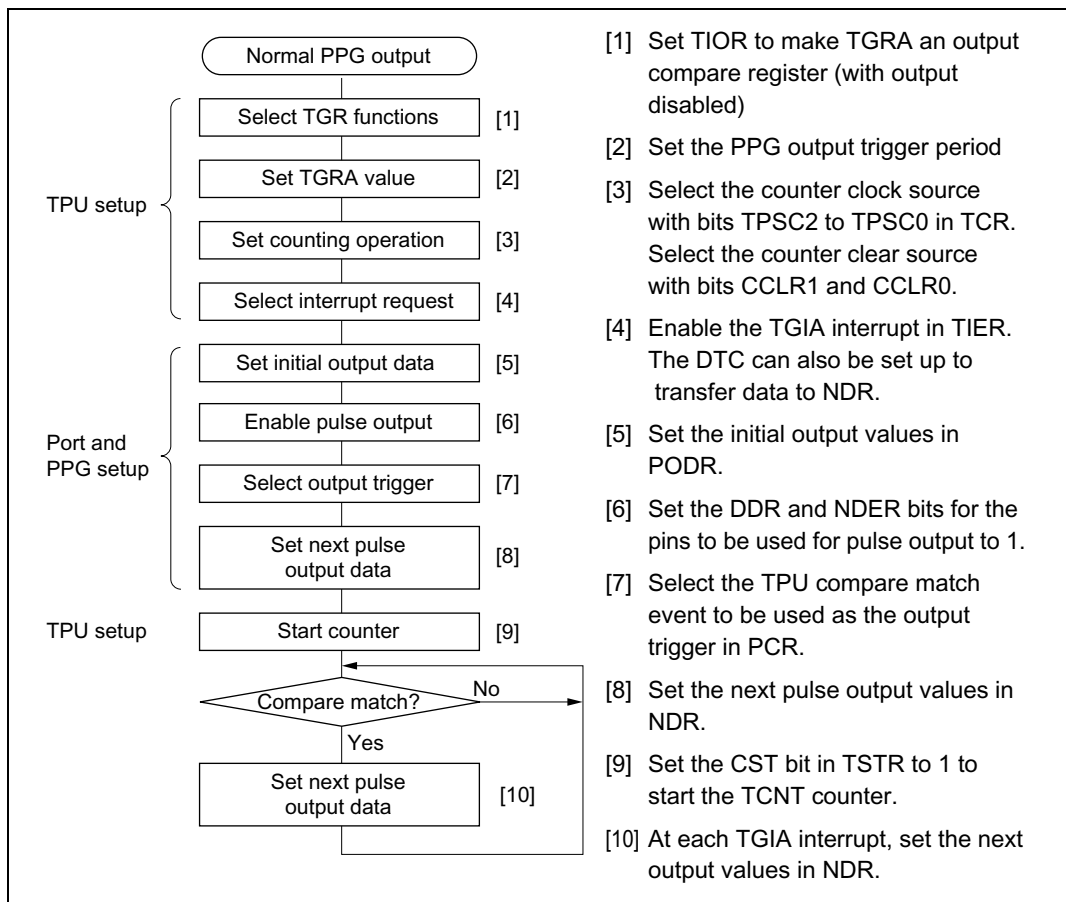 Normal PPG output
Select TGR functions [1]
Set TGRA value [2]
TPU setup
Set counting operation [3]
Select interrupt request [4]
Set initial output data [5]
Enable pulse output [6]
Port and
PPG setup
Select output trigger [7]
Set next pulse
output data
[8]
TPU setup
Start counter [9]
Compare match?
No
Yes
Set next pulse
output data
[10]
[1] Set TIOR to make TGRA an output
compare register (with output
disabled)
[2] Set the PPG output trigger period
[3] Select the counter clock source
with bits TPSC2 to TPSC0 in TCR.
Select the counter clear source
with bits CCLR1 and CCLR0.
[4] Enable the TGIA interrupt in TIER.
The DTC can also be set up to
transfer data to NDR.
[5] Set the initial output values in
PODR.
[6] Set the DDR and NDER bits for the
pins to be used for pulse output to 1.
[7] Select the TPU compare match
event to be used as the output
trigger in PCR.
[8] Set the next pulse output values in
NDR.
[9] Set the CST bit in TSTR to 1 to
start the TCNT counter.
[10] At each TGIA interrupt, set the next
output values in NDR.